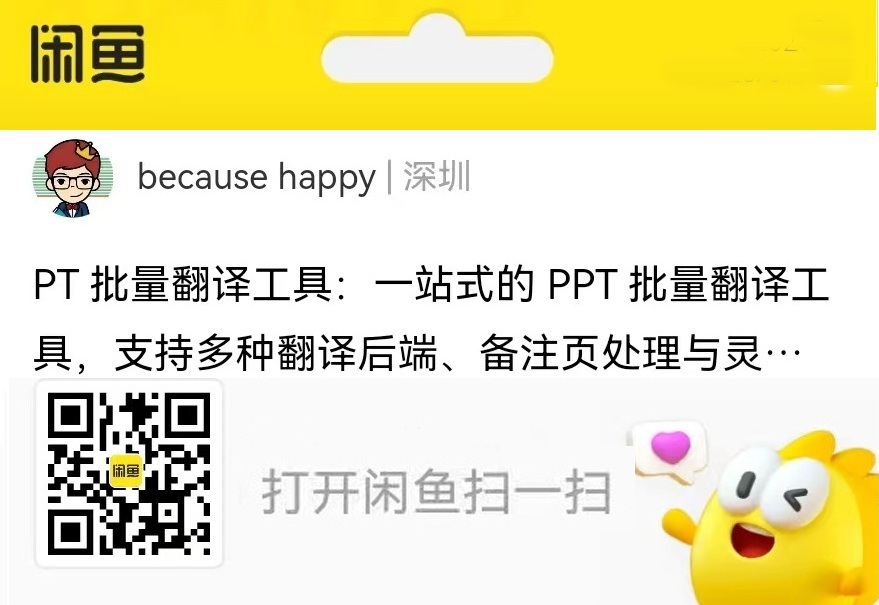 闲鱼
because happy | 深圳
PT 批量翻译工具：一站式的 PPT 批量翻译工
具，支持多种翻译后端、备注页处理与灵…
闲鱼
打开闲鱼扫一扫